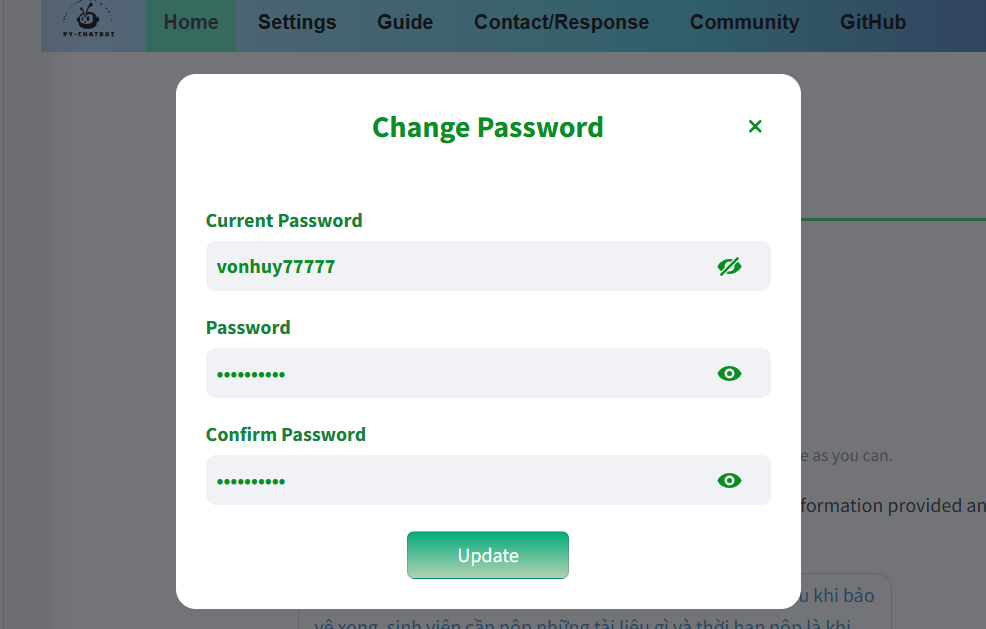 PY-CHATBOT
Home Settings Guide Contact/Response Community GitHub
Change Password
Current Password
vonhuy77777
Password
••••••••••
Confirm Password
••••••••••
e as you can.
formation provided an
Update
u khi bảo
vệ xong, sinh viên cần nộp những tài liệu gì và thời hạn nộp là khi